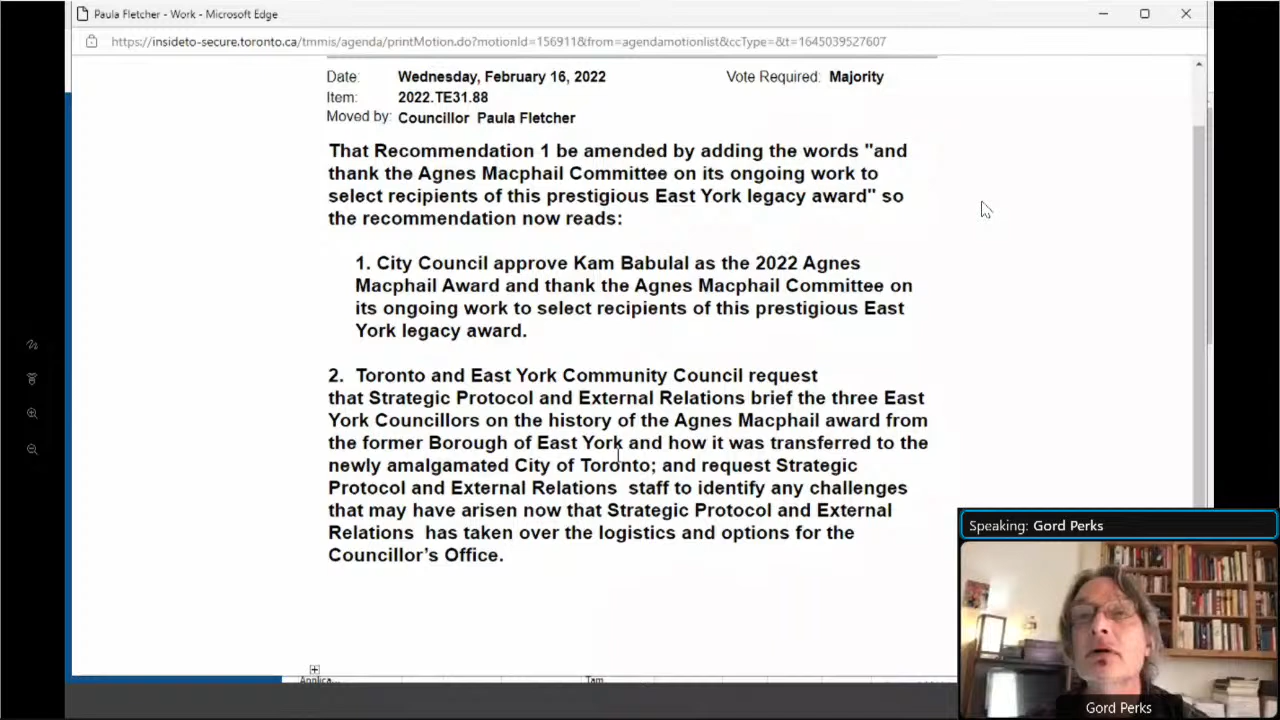 Paula Fletcher - Work - Microsoft Edge
https://insideto-secure.toronto.ca/tmmis/agenda/printMotion.do?motionId=156911&from=agendamotionlist&ccType=&t=1645039527607
Date: Wednesday, February 16, 2022 Vote Required: Majority
Item: 2022.TE31.88
Moved by: Councillor Paula Fletcher
That Recommendation 1 be amended by adding the words "and
thank the Agnes Macphail Committee on its ongoing work to
select recipients of this prestigious East York legacy award" so
the recommendation now reads:
1. City Council approve Kam Babulal as the 2022 Agnes
Macphail Award and thank the Agnes Macphail Committee on
its ongoing work to select recipients of this prestigious East
York legacy award.
2. Toronto and East York Community Council request
that Strategic Protocol and External Relations brief the three East
York Councillors on the history of the Agnes Macphail award from
the former Borough of East York and how it was transferred to the
newly amalgamated City of Toronto; and request Strategic
Protocol and External Relations staff to identify any challenges
that may have arisen now that Strategic Protocol and External
Relations has taken over the logistics and options for the
Councillor's Office.
Speaking: Gord Perks
Gord Perks